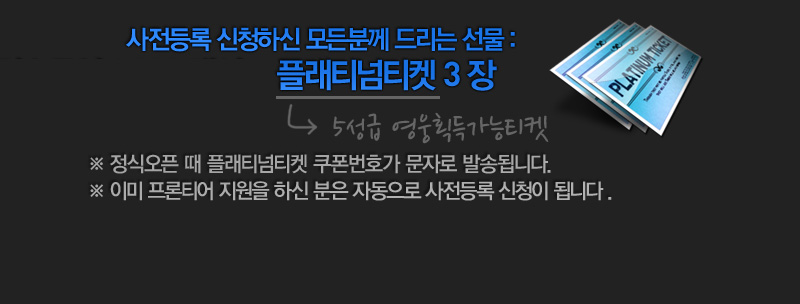 사전등록 신청하신 모든분께 드리는 선물 :
플래티넘티켓 3 장
PLATINUM TICKET
5성급 영웅획득가능티켓
※ 정식오픈 때 플래티넘티켓 쿠폰번호가 문자로 발송됩니다.
※ 이미 프론티어 지원을 하신 분은 자동으로 사전등록 신청이 됩니다 .